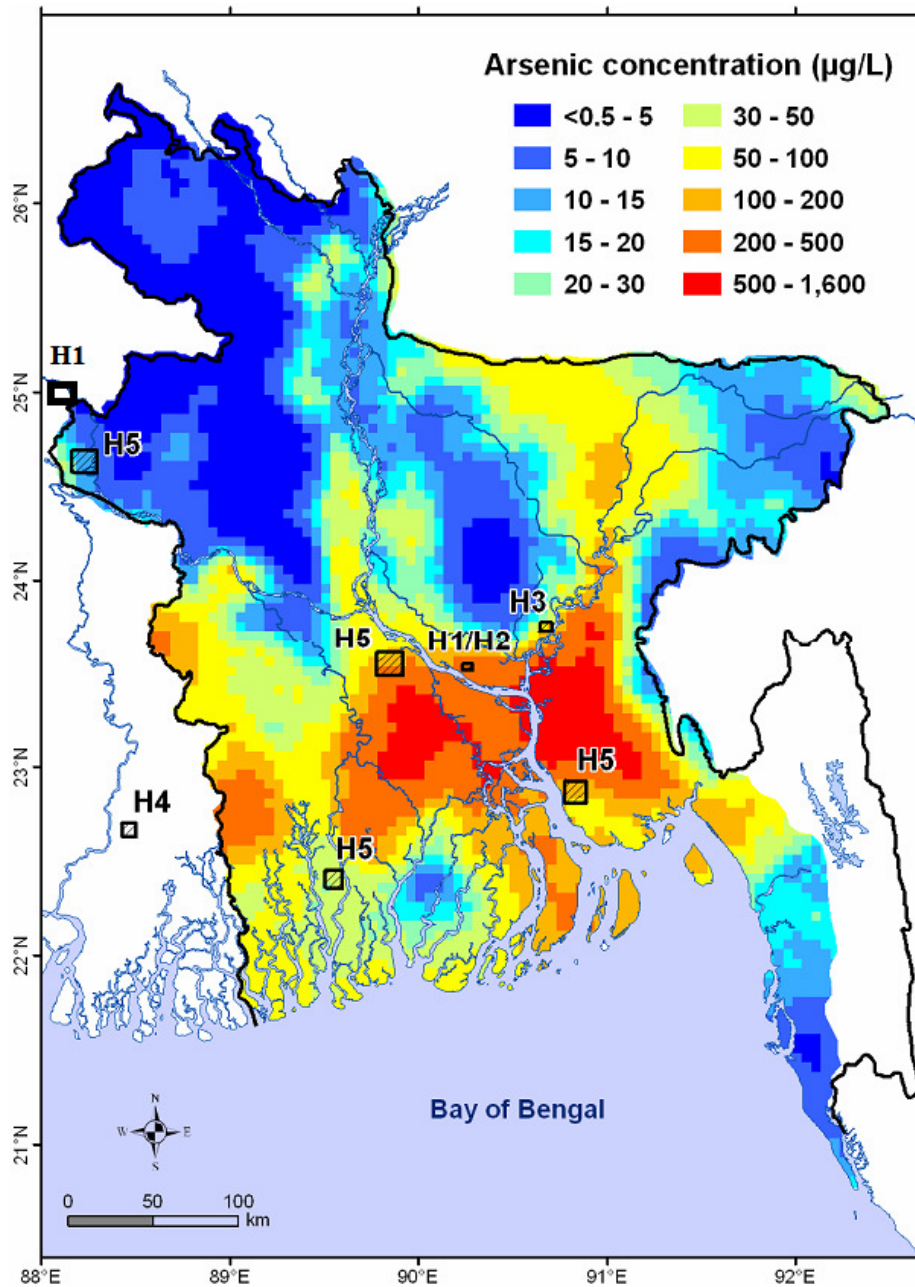 Arsenic concentration (µg/L)
<0.5 - 5
5 - 10
10 - 15
15 - 20
20 - 30
30 - 50
50 - 100
100 - 200
200 - 500
500 - 1,600
26°N
25°N
24°N
23°N
22°N
21°N
H1
H5
H3
H5
H1/H2
H5
H4
H5
Bay of Bengal
N
W
E
S
0 50 100
km
88°E 89°E 90°E 91°E 92°E